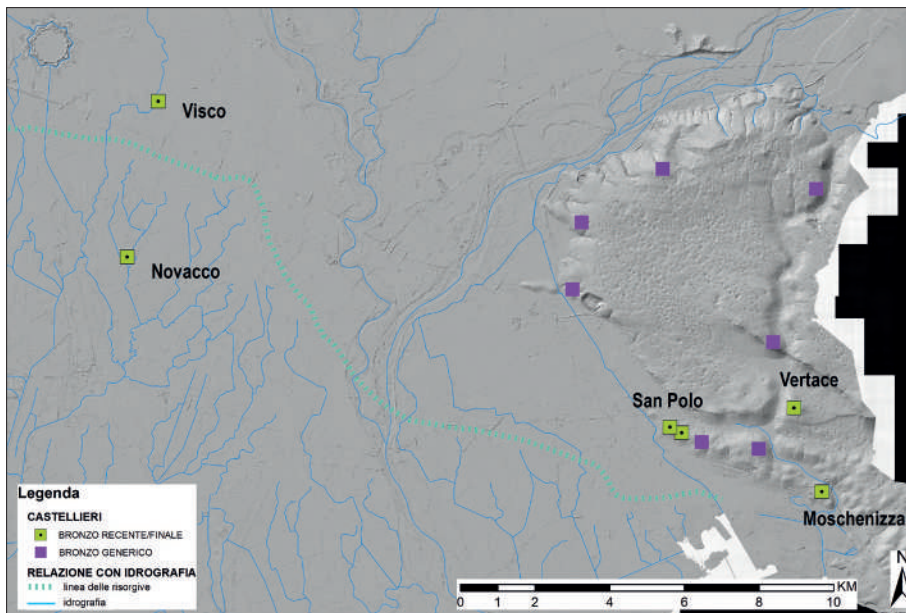 Visco
Novacco
Vertace
San Polo
Moschenizza
Legenda
CASTELLIERI
BRONZO RECENTE/FINALE
BRONZO GENERICO
RELAZIONE CON IDROGRAFIA
linea delle risorgive
idrografia
KM
0 1 2 4 6 8 10
N